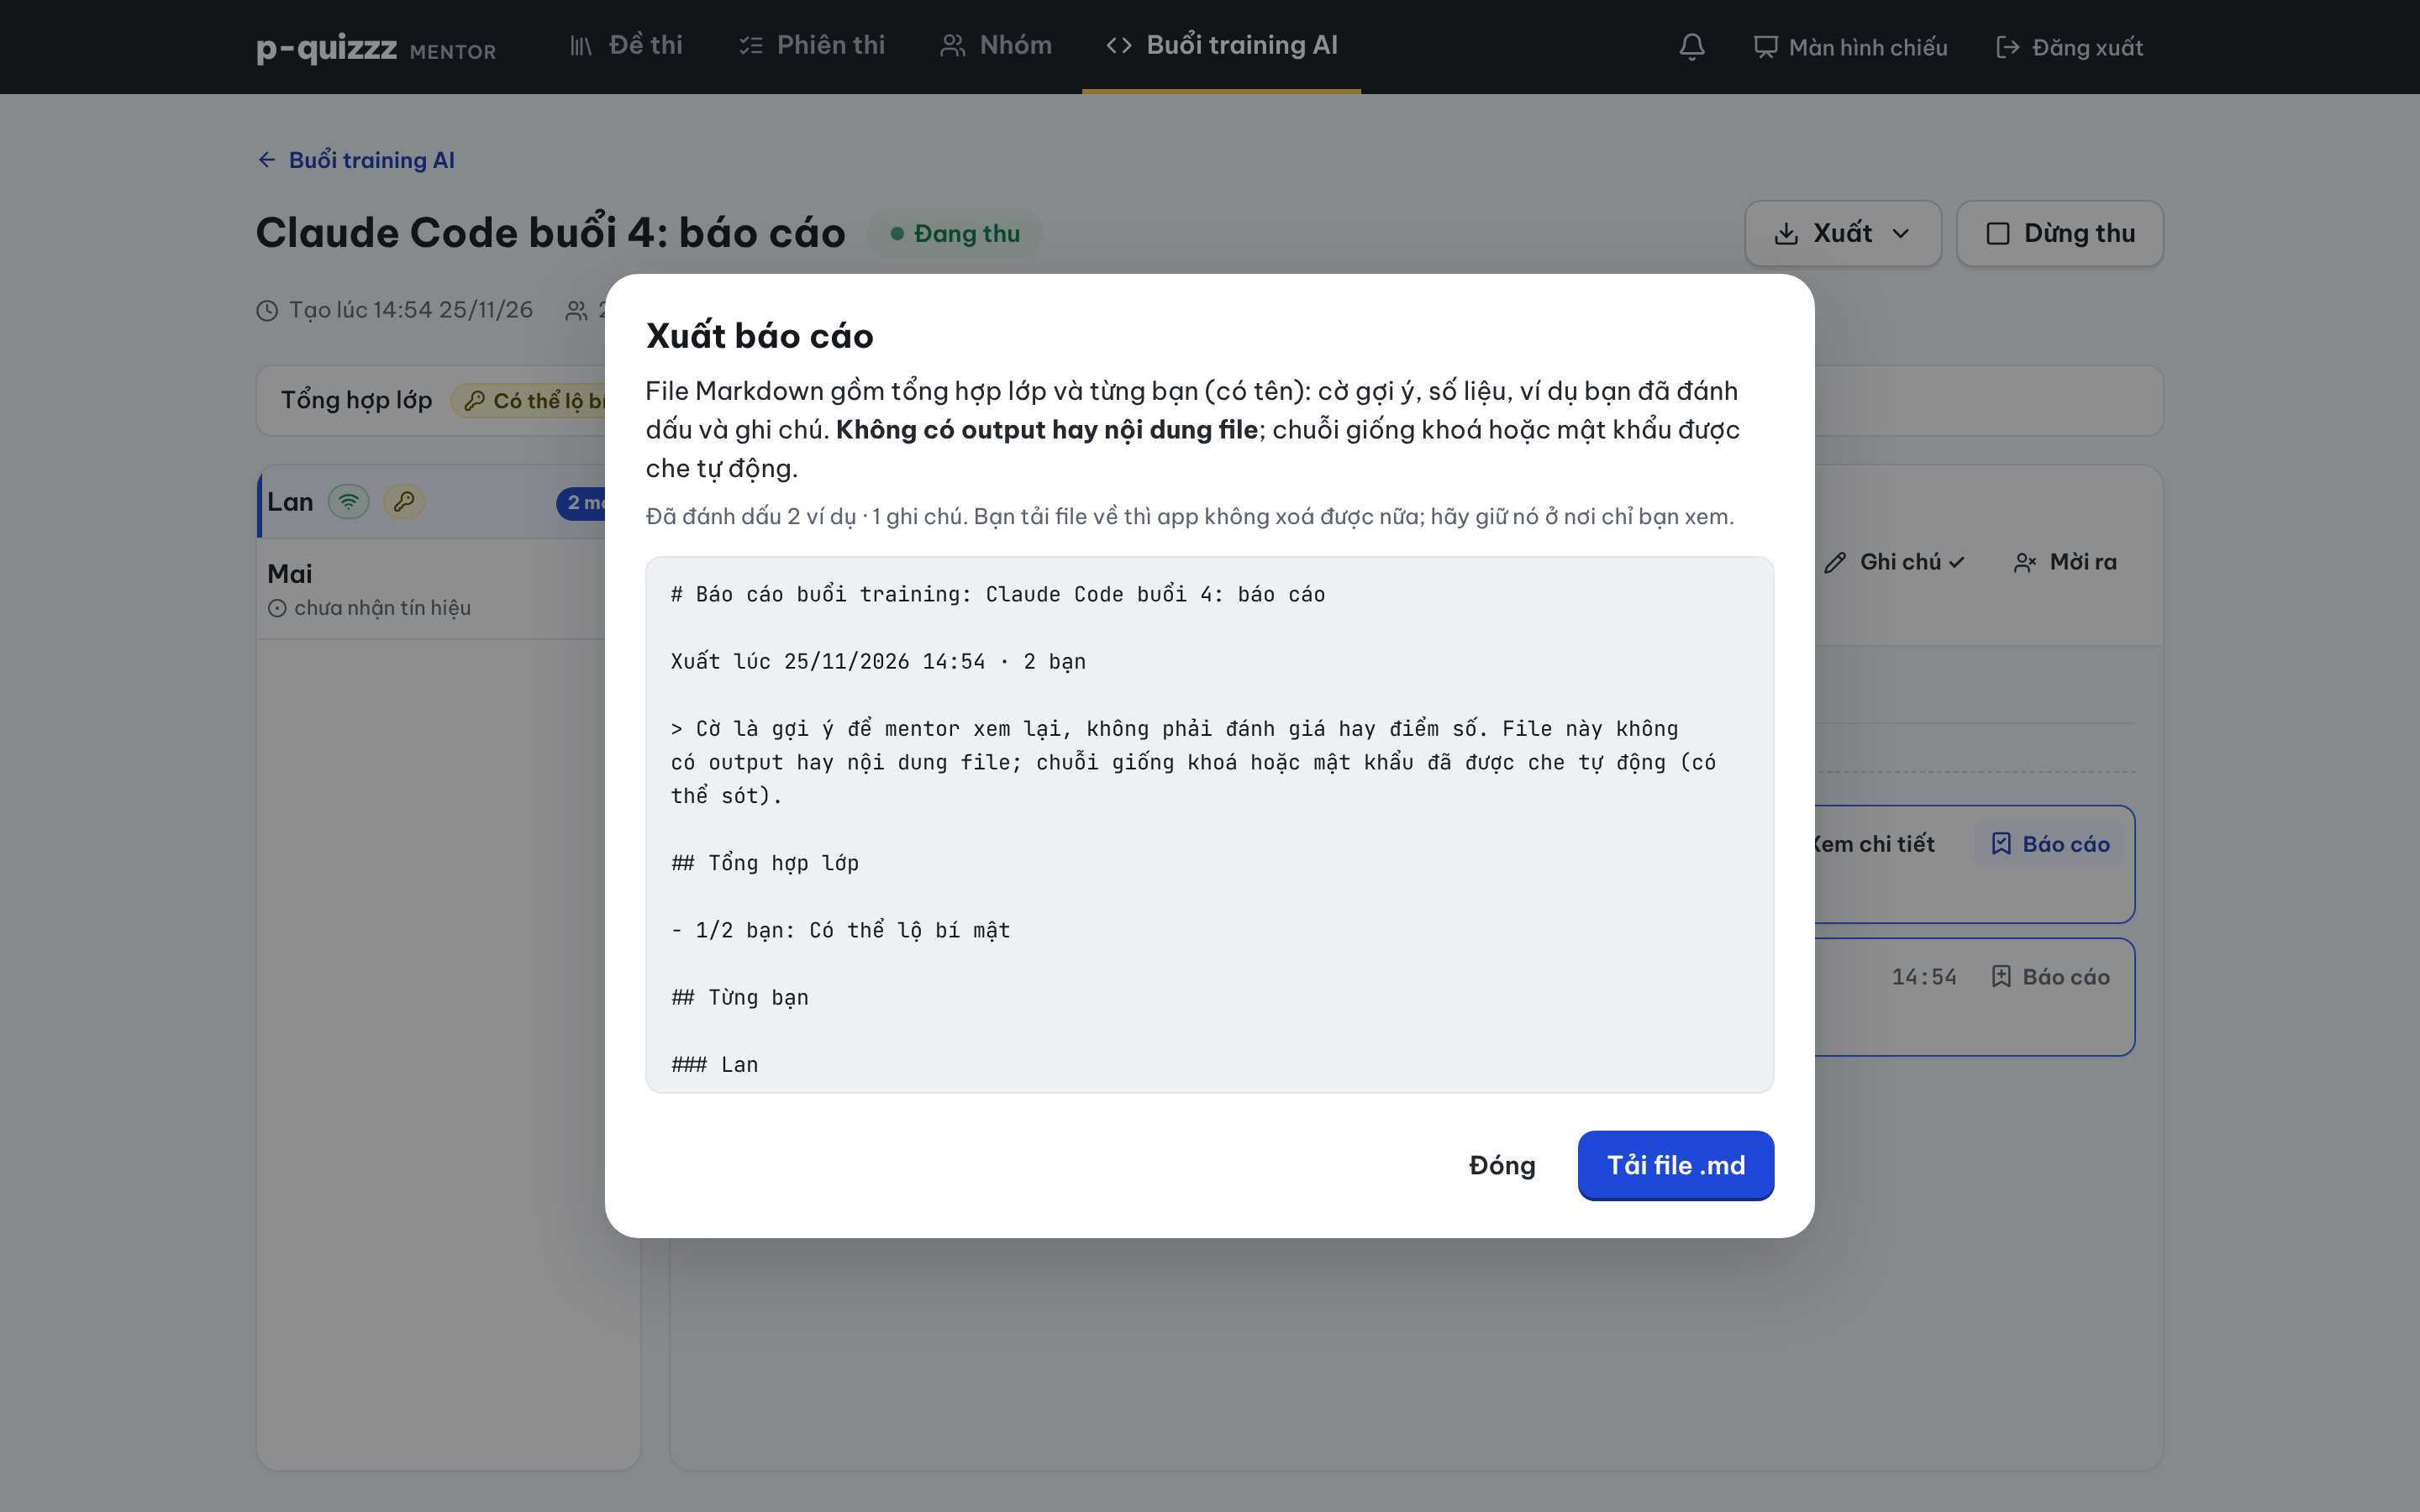 p-quizzz MENTOR
Đề thi
Phiên thi
Nhóm
Buổi training AI
Màn hình chiếu
Đăng xuất
Buổi training AI
Claude Code buổi 4: báo cáo
Đang thu
Xuất
Dừng thu
Tạo lúc 14:54 25/11/26
Tổng hợp lớp
Có thể lộ
Lan
Mai
chưa nhận tín hiệu
Xuất báo cáo
File Markdown gồm tổng hợp lớp và từng bạn (có tên): cờ gợi ý, số liệu, ví dụ bạn đã đánh
dấu và ghi chú. Không có output hay nội dung file; chuỗi giống khoá hoặc mật khẩu được
che tự động.
Đã đánh dấu 2 ví dụ · 1 ghi chú. Bạn tải file về thì app không xoá được nữa; hãy giữ nó ở nơi chỉ bạn xem.
# Báo cáo buổi training: Claude Code buổi 4: báo cáo
Xuất lúc 25/11/2026 14:54 · 2 bạn
> Cờ là gợi ý để mentor xem lại, không phải đánh giá hay điểm số. File này không
có output hay nội dung file; chuỗi giống khoá hoặc mật khẩu đã được che tự động (có
thể sót).
## Tổng hợp lớp
- 1/2 bạn: Có thể lộ bí mật
## Từng bạn
### Lan
Đóng
Tải file .md
Ghi chú
Mời ra
Xem chi tiết
Báo cáo
14:54
Báo cáo